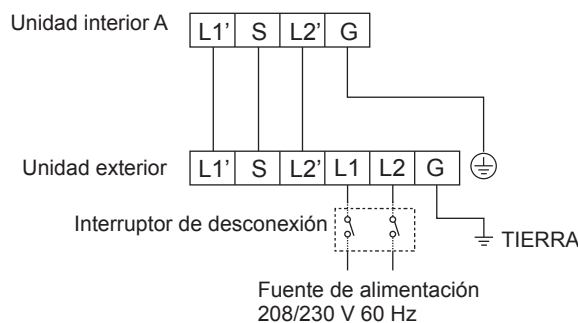 Unidad interior A L1’ S L2’ G
Unidad exterior L1’ S L2’ L1 L2 G
Interruptor de desconexión
TIERRA
Fuente de alimentación
208/230 V 60 Hz